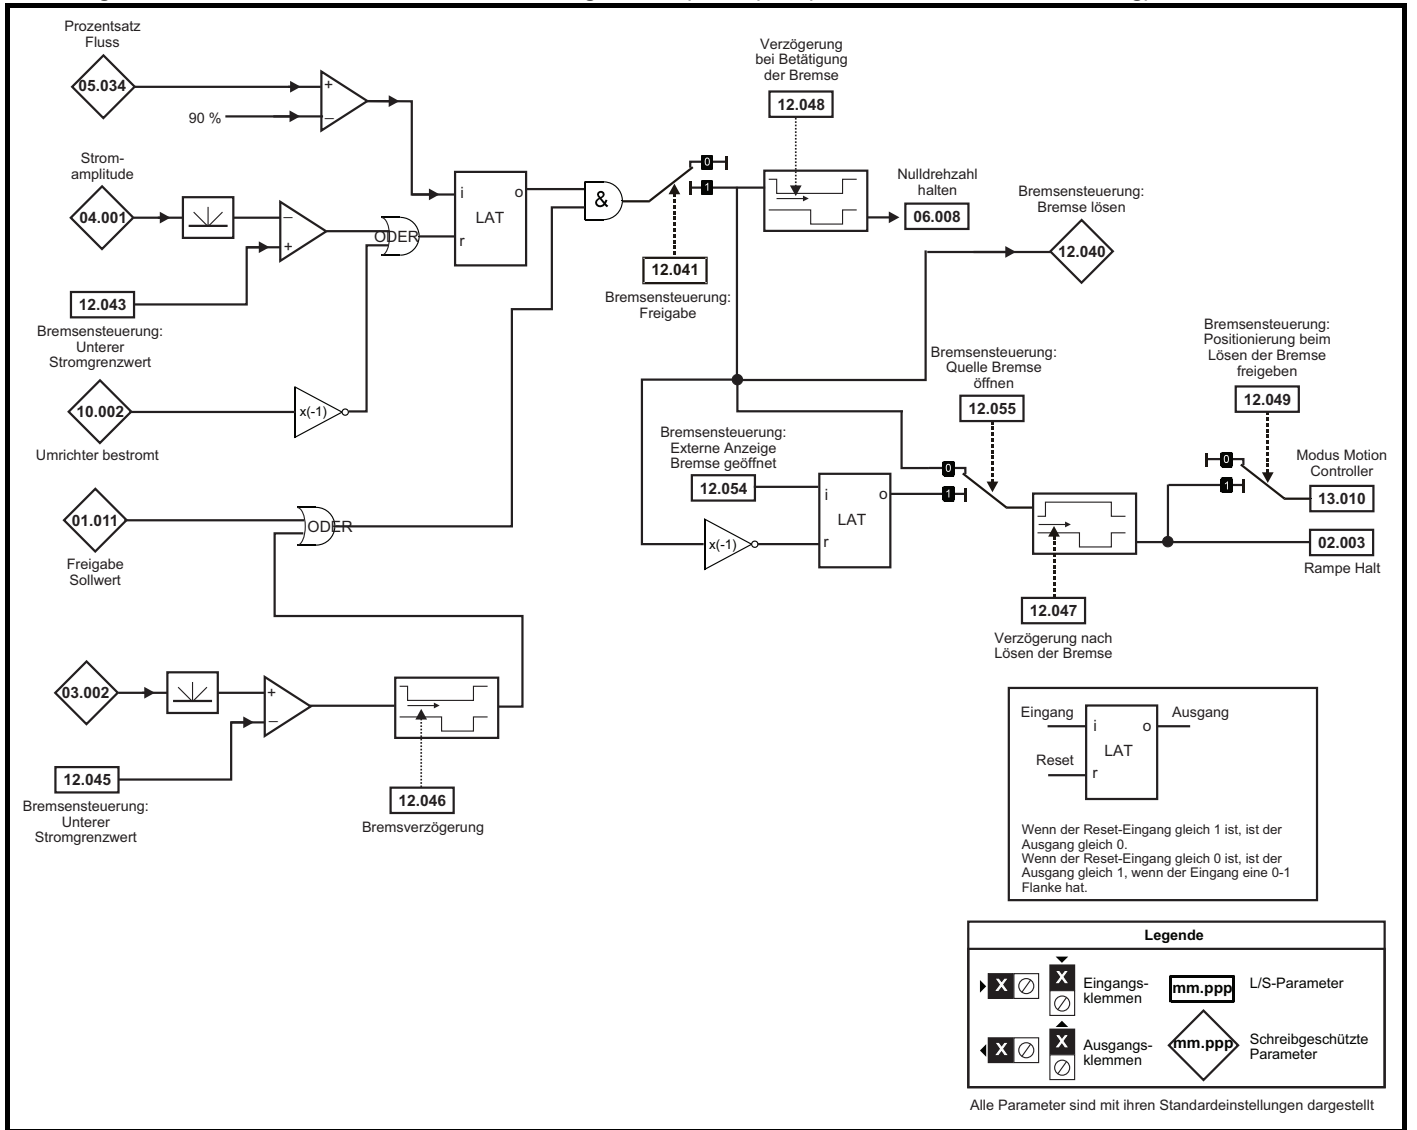 Prozentsatz
Fluss
05.034
90 %
+
–
Strom-
amplitude
04.001
–
+
12.043
Bremsensteuerung:
Unterer
Stromgrenzwert
ODER
i
o
LAT
r
10.002
Umrichter bestromt
x(-1)
01.011
Freigabe
Sollwert
ODER
03.002
+
–
12.045
Bremsensteuerung:
Unterer
Stromgrenzwert
12.046
Bremsverzögerung
&
0
1
12.041
Bremsensteuerung:
Freigabe
Verzögerung
bei Betätigung
der Bremse
12.048
Nulldrehzahl
halten
06.008
Bremsensteuerung:
Bremse lösen
12.040
Bremsensteuerung:
Externe Anzeige
Bremse geöffnet
12.054
x(-1)
i
o
LAT
r
Bremsensteuerung:
Quelle Bremse
öffnen
12.055
0
1
12.047
Verzögerung nach
Lösen der Bremse
Bremsensteuerung:
Positionierung beim
Lösen der Bremse
freigeben
12.049
0
1
Modus Motion
Controller
13.010
02.003
Rampe Halt
Eingang
i
o
Ausgang
LAT
Reset
r
Wenn der Reset-Eingang gleich 1 ist, ist der
Ausgang gleich 0.
Wenn der Reset-Eingang gleich 0 ist, ist der
Ausgang gleich 1, wenn der Eingang eine 0-1
Flanke hat.
Legende
X
X
Eingangs-
klemmen
mm.ppp
L/S-Parameter
X
X
Ausgangs-
klemmen
mm.ppp
Schreibgeschützte
Parameter
Alle Parameter sind mit ihren Standardeinstellungen dargestellt